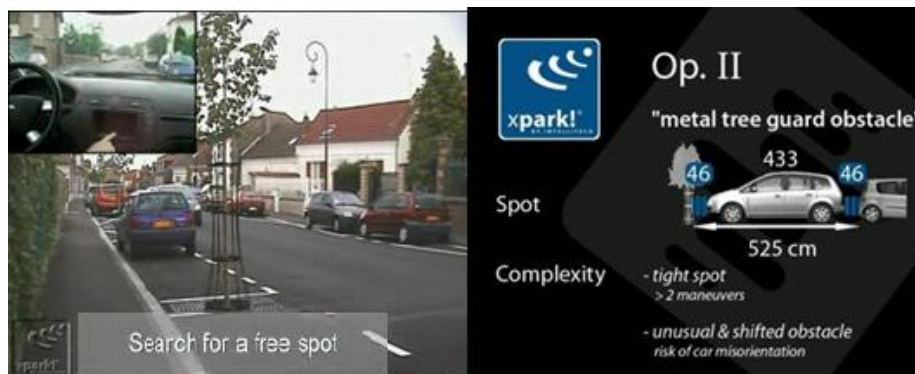 Search for a free spot
xpark!
xpark!
BY INTELLITECH
Op. II
"metal tree guard obstacle"
433
46
46
Spot
525 cm
Complexity
- tight spot
> 2 maneuvers
- unusual & shifted obstacle
risk of car misorientation